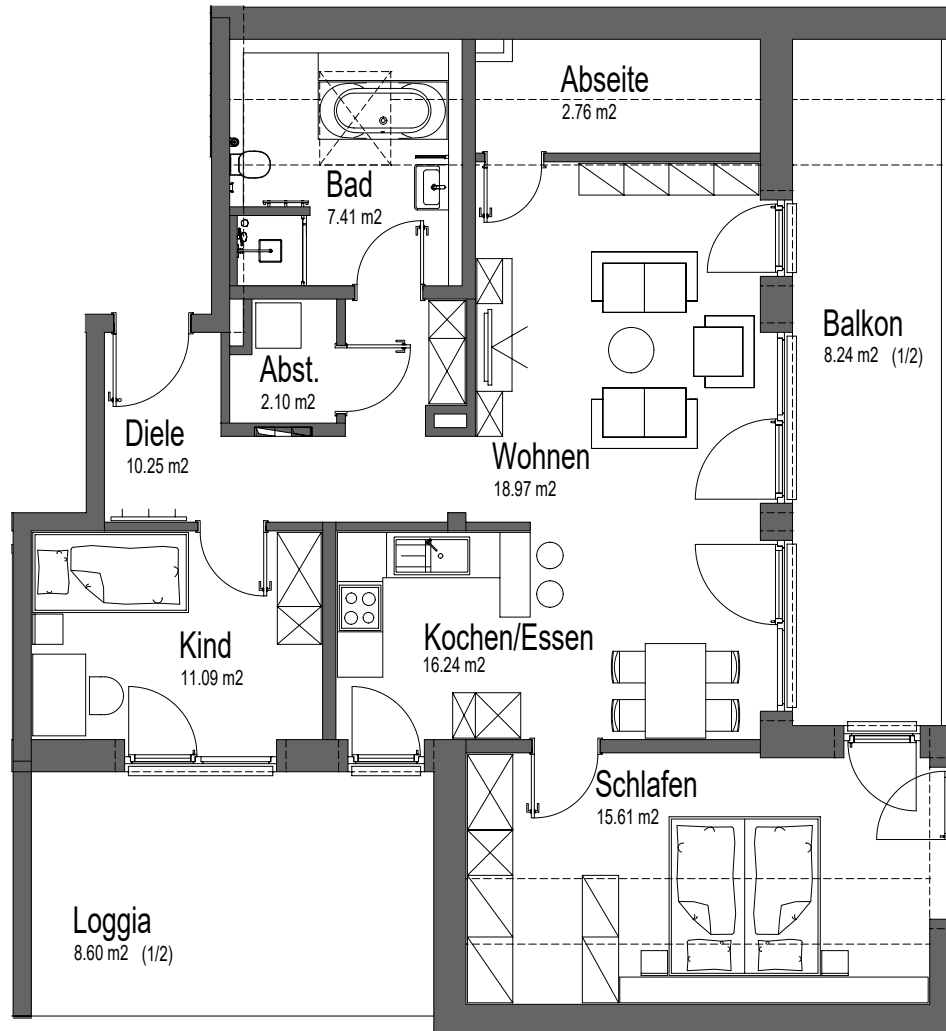 Abseite
2.76 m2
Bad
7.41 m2
Balkon
8.24 m2 (1/2)
Abst.
2.10 m2
Diele
10.25 m2
Wohnen
18.97 m2
Kind
11.09 m2
Kochen/Essen
16.24 m2
Schlafen
15.61 m2
Loggia
8.60 m2 (1/2)